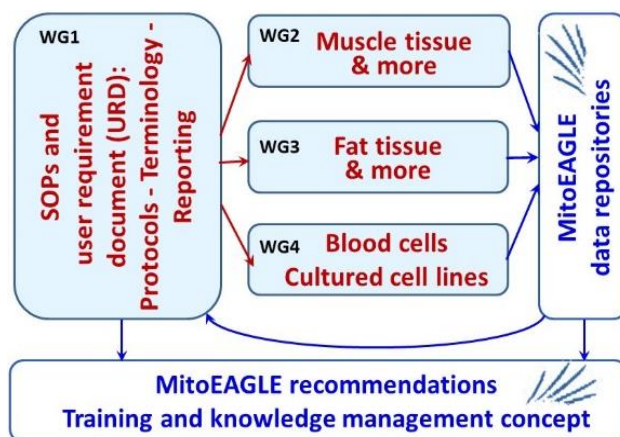 WG1
SOPs and
user requirement
document (URD):
Protocols - Terminology -
Reporting
WG2
Muscle tissue
& more
WG3
Fat tissue
& more
WG4
Blood cells
Cultured cell lines
MitoEAGLE
data repositories
MitoEAGLE recommendations
Training and knowledge management concept